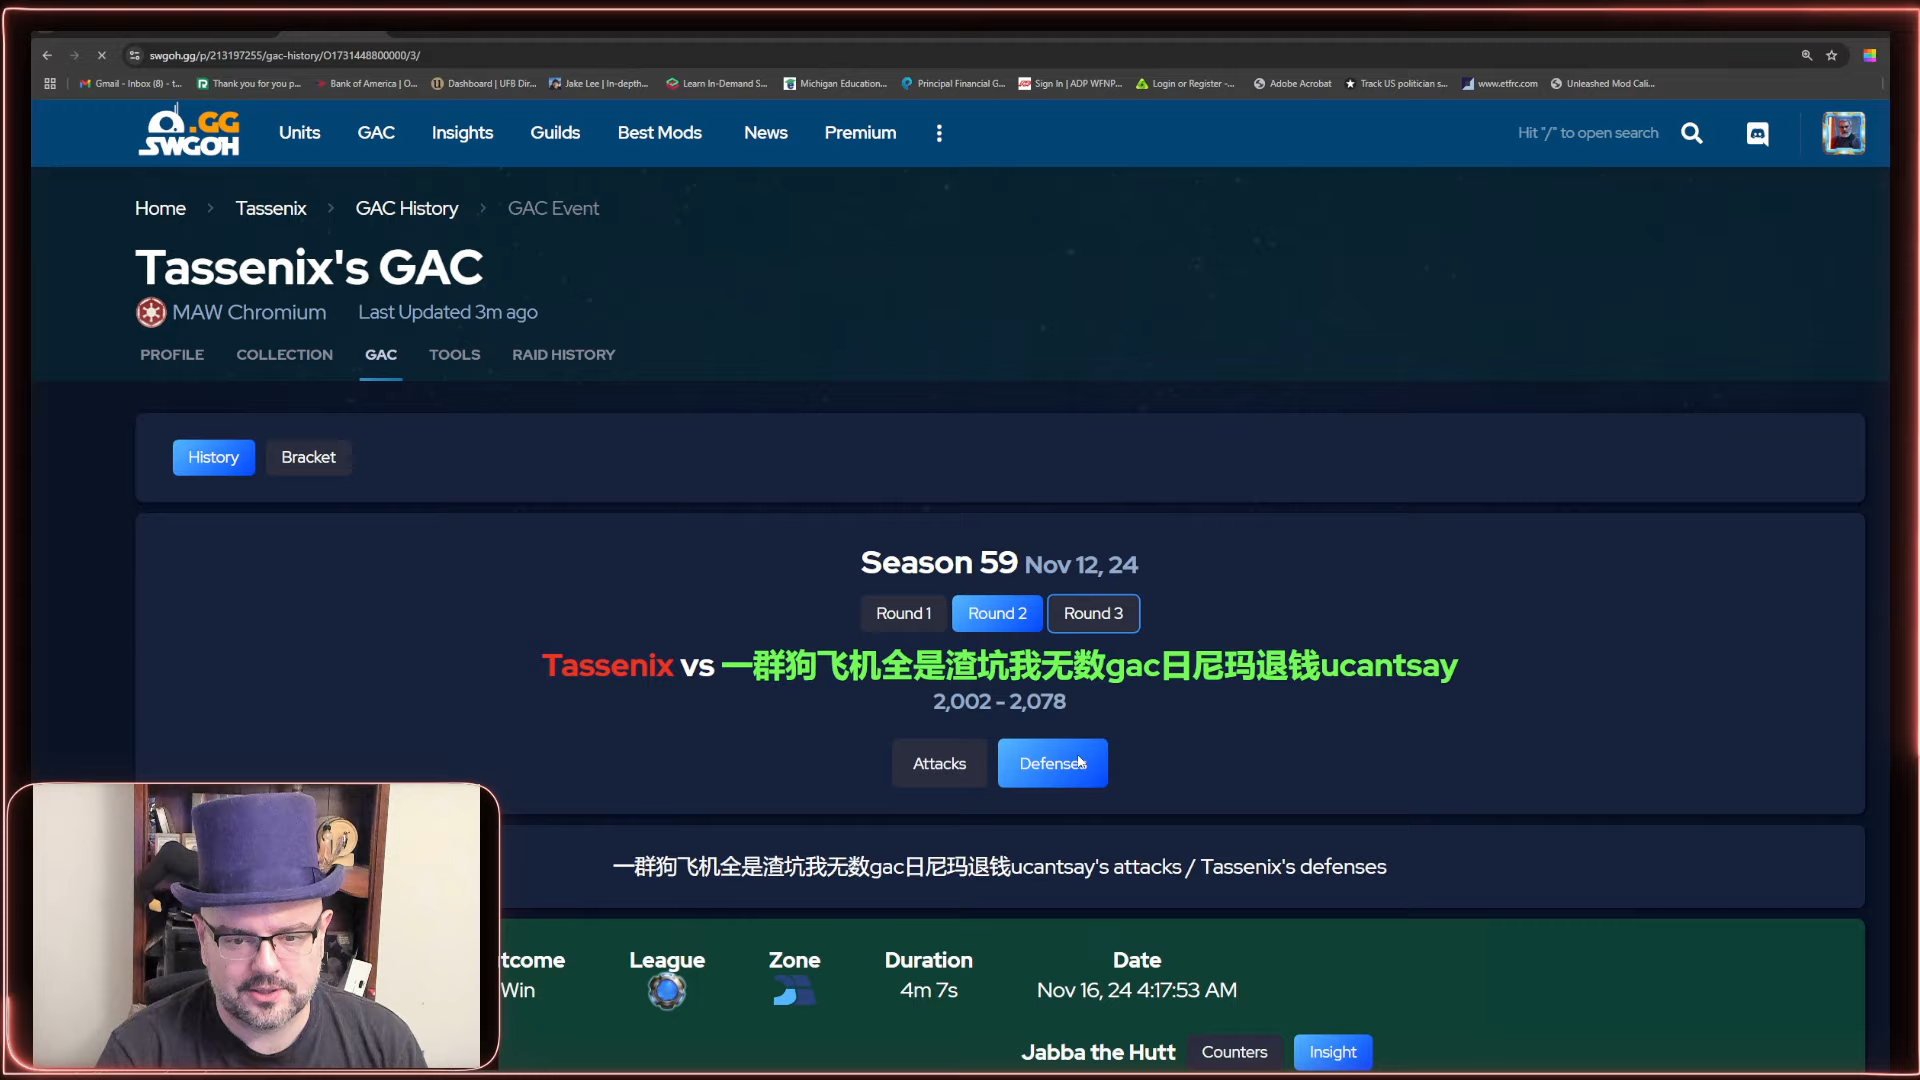 swgoh.gg/p/213197255/gac-history/O1731448800000/3/
Gmail - Inbox (8) - t...
Thank you for you p...
Bank of America | O...
Dashboard | UFB Dir...
Jake Lee | In-depth...
Learn In-Demand S...
Michigan Education...
Principal Financial G...
Sign In | ADP WFNP...
Login or Register -...
Adobe Acrobat
Track US politician s...
www.etfrc.com
Unleashed Mod Cali...
.GG
SWGOH
Units
GAC
Insights
Guilds
Best Mods
News
Premium
Hit "/" to open search
Home > Tassenix > GAC History > GAC Event
Tassenix's GAC
MAW Chromium
Last Updated 3m ago
PROFILE
COLLECTION
GAC
TOOLS
RAID HISTORY
History
Bracket
Season 59 Nov 12, 24
Round 1
Round 2
Round 3
Tassenix vs 一群狗飞机全是渣坑我无数gac日尼玛退钱ucantsay
2,002 - 2,078
Attacks
Defenses
一群狗飞机全是渣坑我无数gac日尼玛退钱ucantsay's attacks / Tassenix's defenses
tcome
League
Zone
Duration
Date
Win
4m 7s
Nov 16, 24 4:17:53 AM
Jabba the Hutt
Counters
Insight